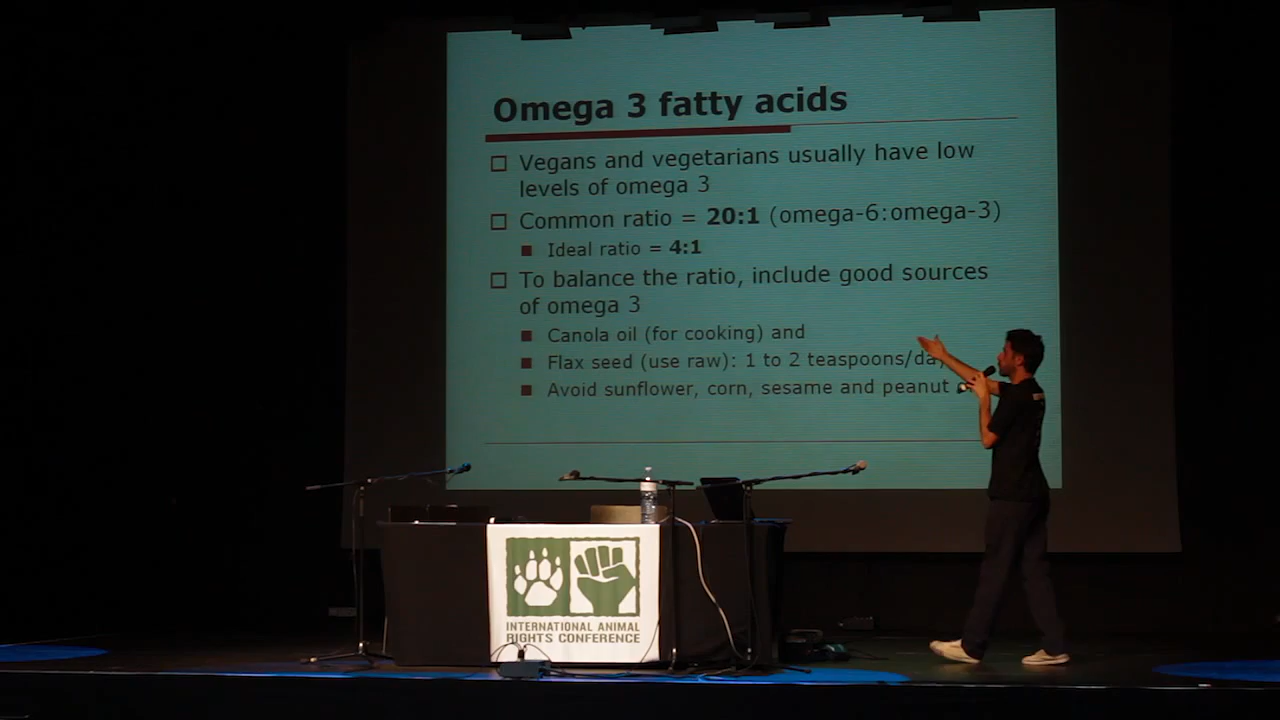 Omega 3 fatty acids
Vegans and vegetarians usually have low
levels of omega 3
Common ratio = 20:1 (omega-6:omega-3)
Ideal ratio = 4:1
To balance the ratio, include good sources
of omega 3
Canola oil (for cooking) and
Flax seed (use raw): 1 to 2 teaspoons/da
Avoid sunflower, corn, sesame and peanut
INTERNATIONAL ANIMAL
RIGHTS CONFERENCE